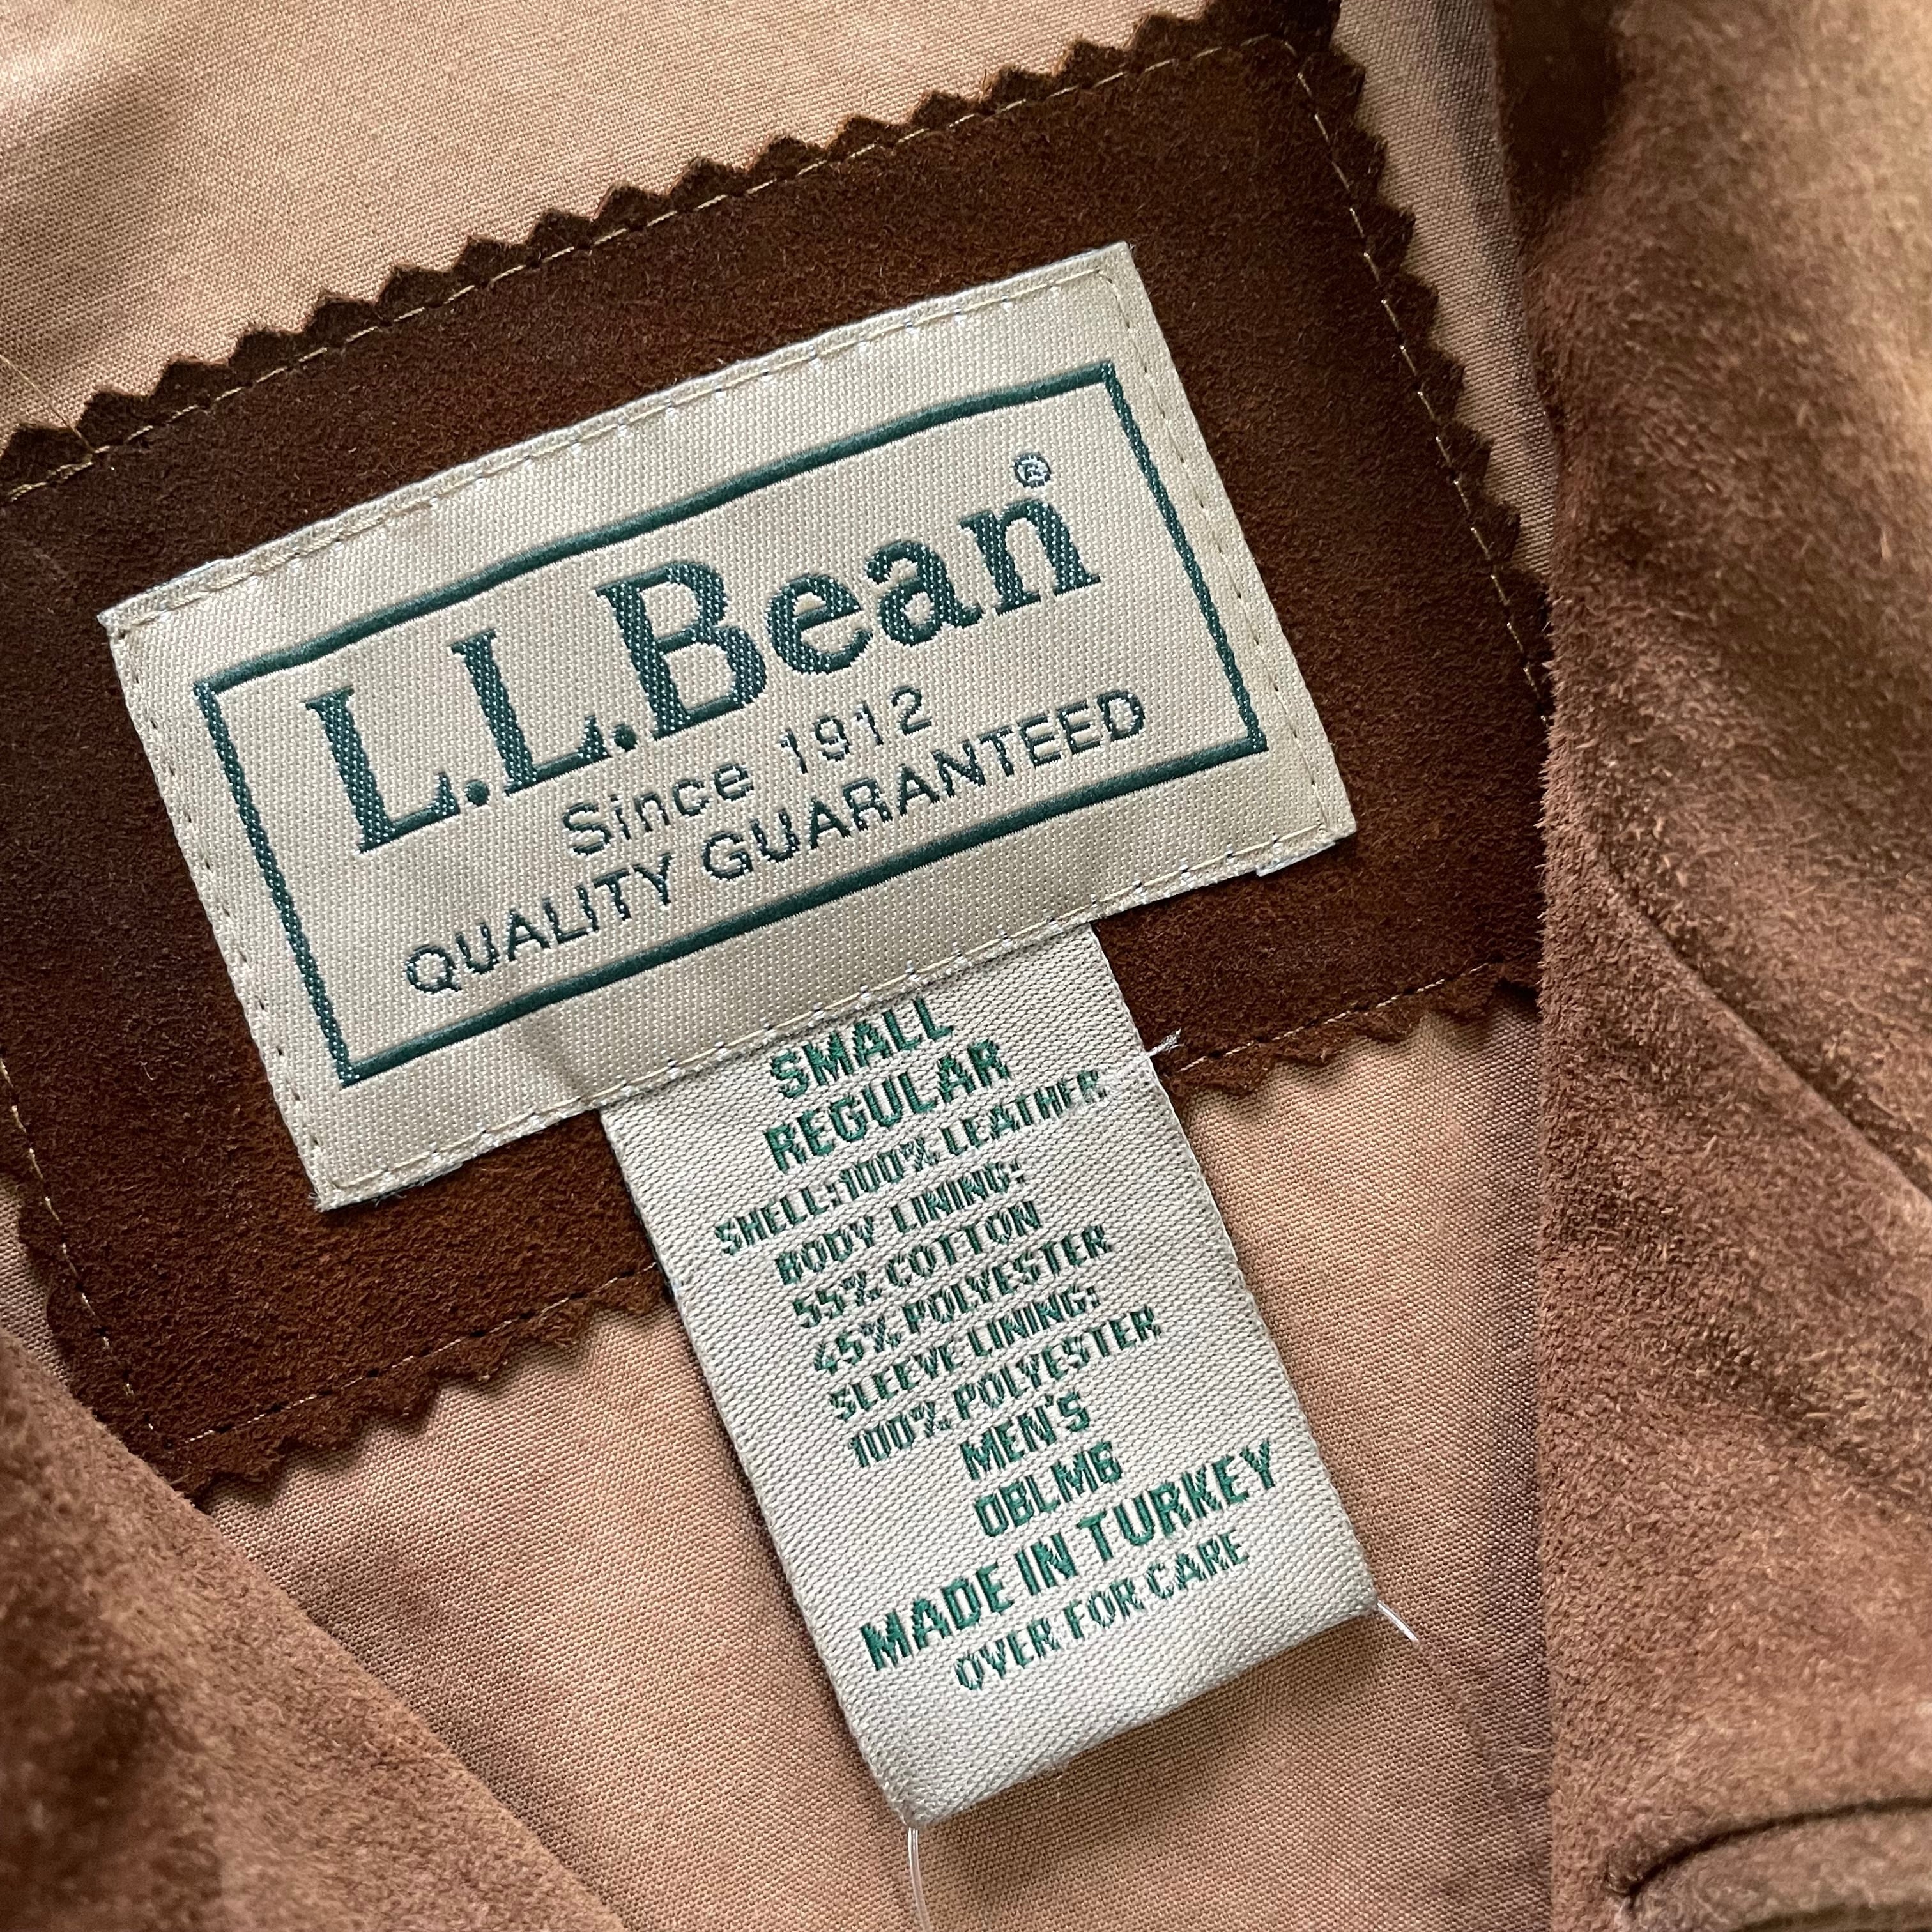 L.L.Bean®
Since 1912
QUALITY GUARANTEED
SMALL
REGULAR
SHELL:100% LEATHER
BODY LINING:
55% COTTON
45% POLYESTER
SLEEVE LINING:
100% POLYESTER
MEN'S
OBLM6
MADE IN TURKEY
OVER FOR CARE